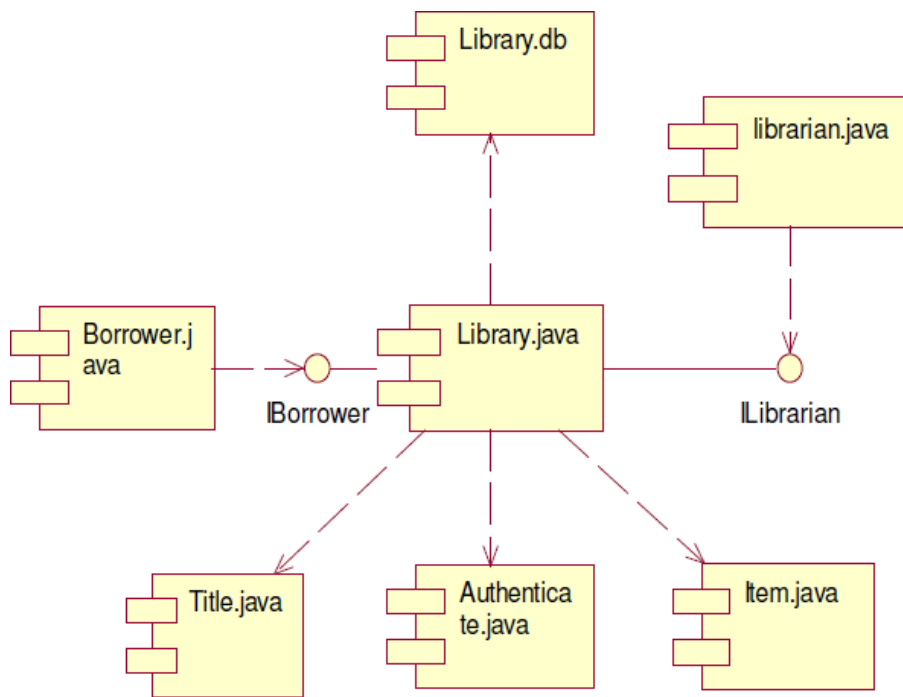 Library.db
librarian.java
Borrower.j
ava
Library.java
IBorrower
ILibrarian
Title.java
Authentica
te.java
Item.java